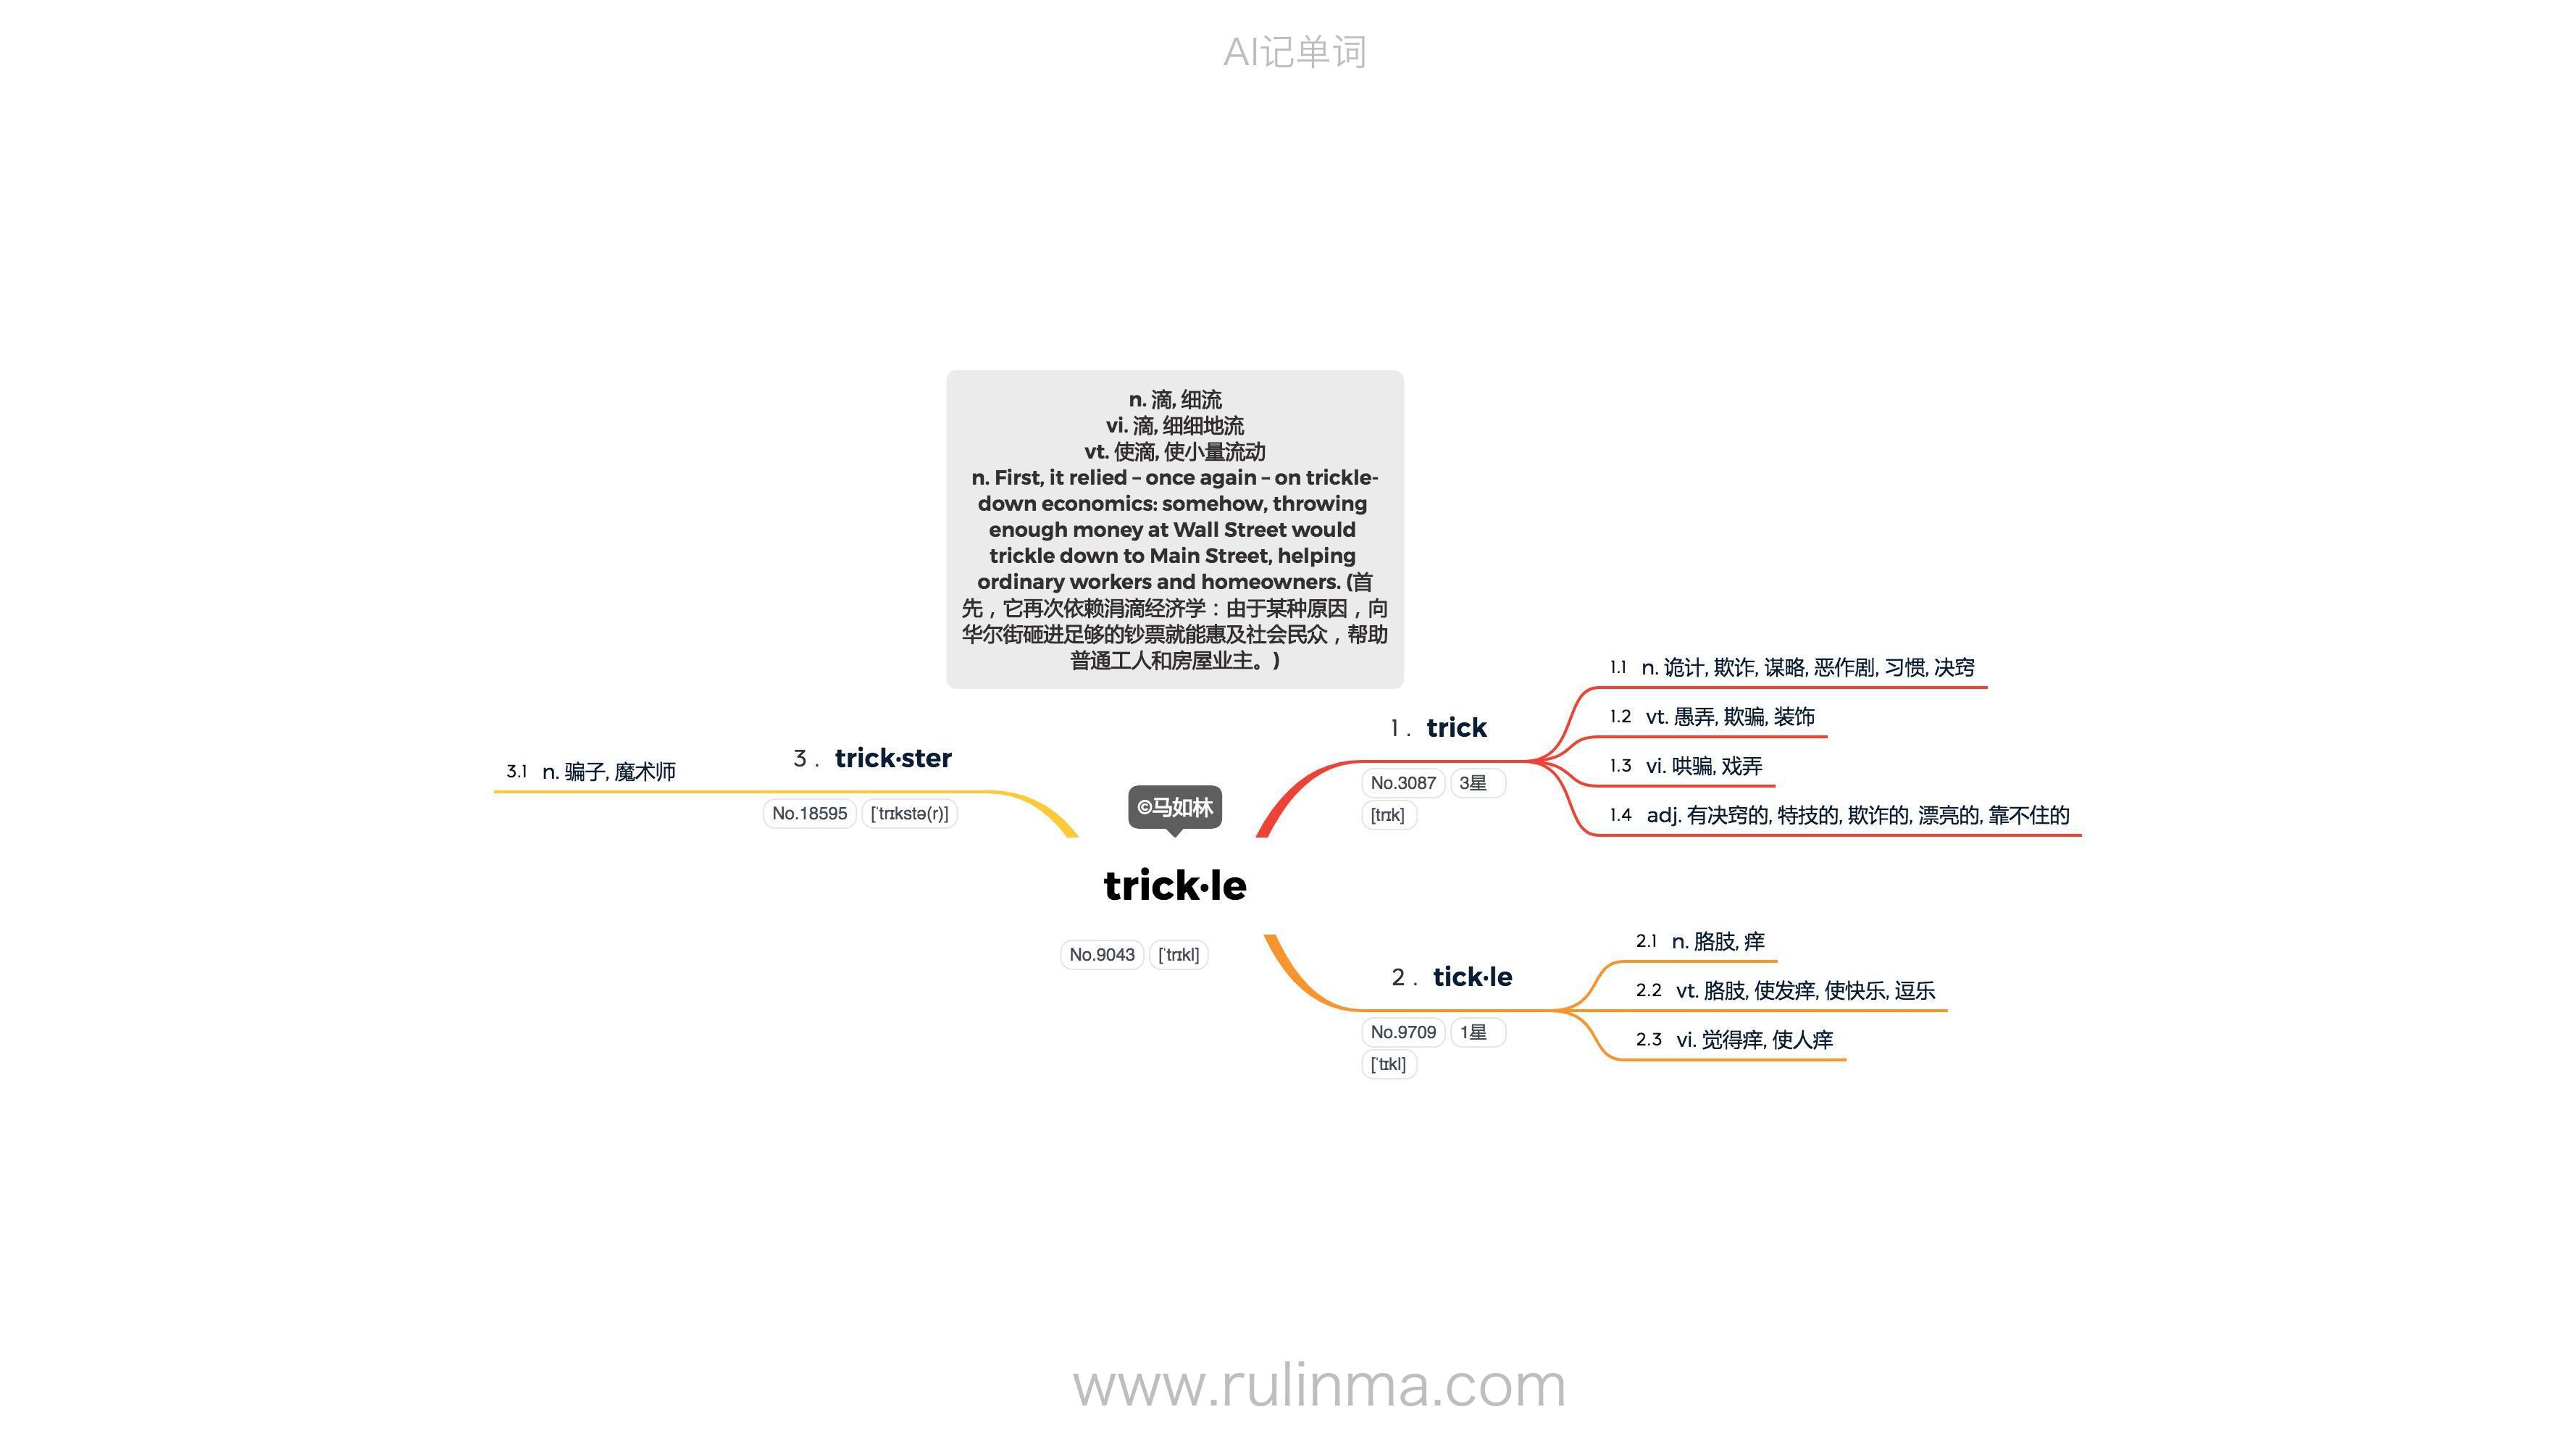 AI记单词
n. 滴, 细流
vi. 滴, 细细地流
vt. 使滴, 使小量流动
n. First, it relied – once again – on trickle-
down economics: somehow, throwing
enough money at Wall Street would
trickle down to Main Street, helping
ordinary workers and homeowners. (首
先，它再次依赖涓滴经济学：由于某种原因，向
华尔街砸进足够的钞票就能惠及社会民众，帮助
普通工人和房屋业主。)
©马如林
trick·le
No.9043 [ˈtrɪkl]
1 . trick
No.3087 3星
[trɪk]
1.1 n. 诡计, 欺诈, 谋略, 恶作剧, 习惯, 决窍
1.2 vt. 愚弄, 欺骗, 装饰
1.3 vi. 哄骗, 戏弄
1.4 adj. 有决窍的, 特技的, 欺诈的, 漂亮的, 靠不住的
2 . tick·le
No.9709 1星
[ˈtɪkl]
2.1 n. 胳肢, 痒
2.2 vt. 胳肢, 使发痒, 使快乐, 逗乐
2.3 vi. 觉得痒, 使人痒
3 . trick·ster
No.18595 [ˈtrɪkstə(r)]
3.1 n. 骗子, 魔术师
www.rulinma.com